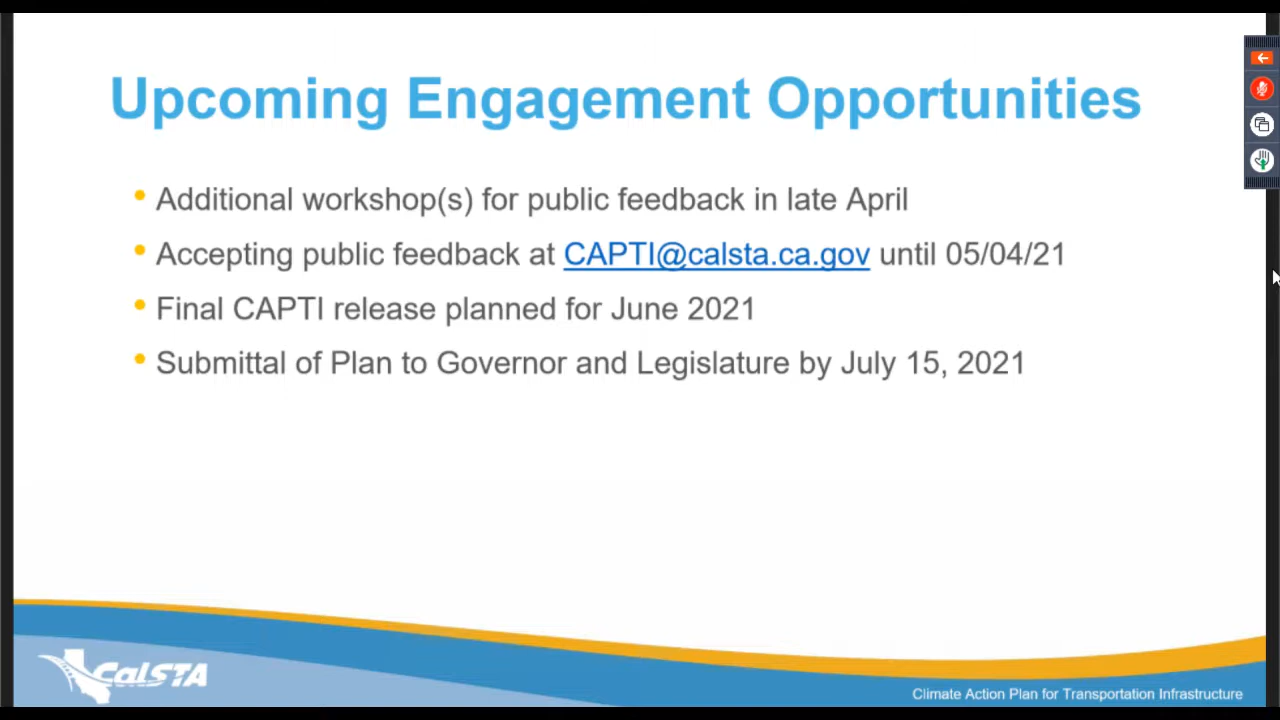 Upcoming Engagement Opportunities
• Additional workshop(s) for public feedback in late April
• Accepting public feedback at CAPTI@calsta.ca.gov until 05/04/21
• Final CAPTI release planned for June 2021
• Submittal of Plan to Governor and Legislature by July 15, 2021
CalSTA
Climate Action Plan for Transportation Infrastructure